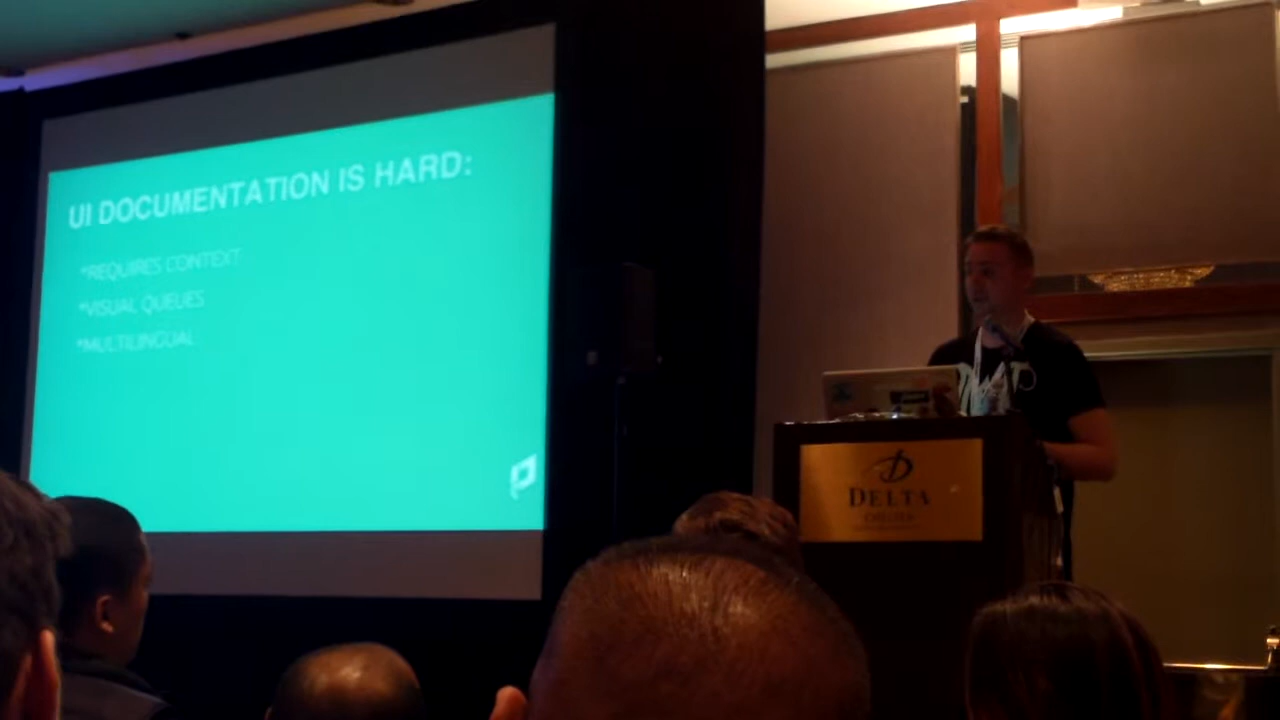 UI DOCUMENTATION IS HARD:
*REQUIRES CONTEXT
*VISUAL QUEUES
*MULTILINGUAL
DELTA